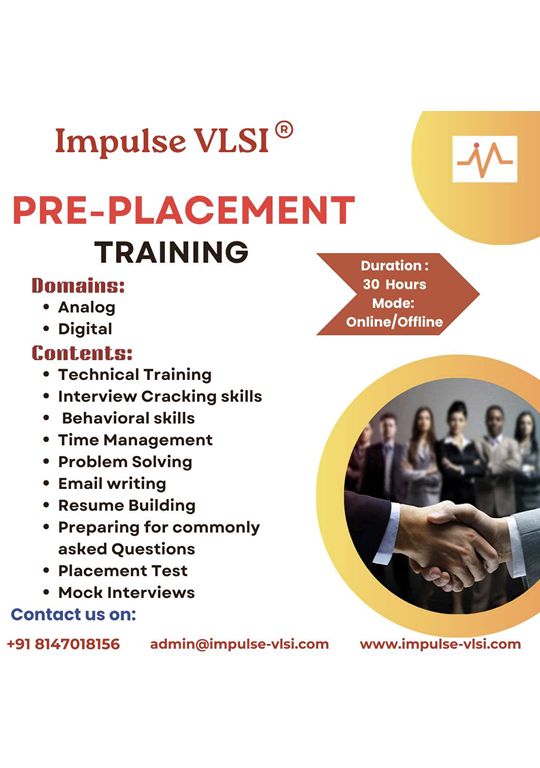 Impulse VLSI ®
PRE-PLACEMENT
TRAINING
Duration :
30 Hours
Mode:
Online/Offline
Domains:
• Analog
• Digital
Contents:
• Technical Training
• Interview Cracking skills
• Behavioral skills
• Time Management
• Problem Solving
• Email writing
• Resume Building
• Preparing for commonly
asked Questions
• Placement Test
• Mock Interviews
Contact us on:
+91 8147018156 admin@impulse-vlsi.com www.impulse-vlsi.com